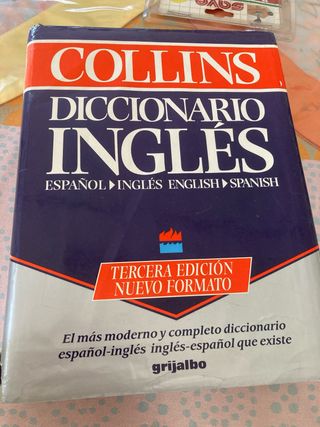 COLLINS
DICCIONARIO
INGLÉS
ESPAÑOL▶INGLÉS ENGLISH▶SPANISH
TERCERA EDICIÓN
NUEVO FORMATO
El más moderno y completo diccionario
español-inglés inglés-español que existe
grijalbo